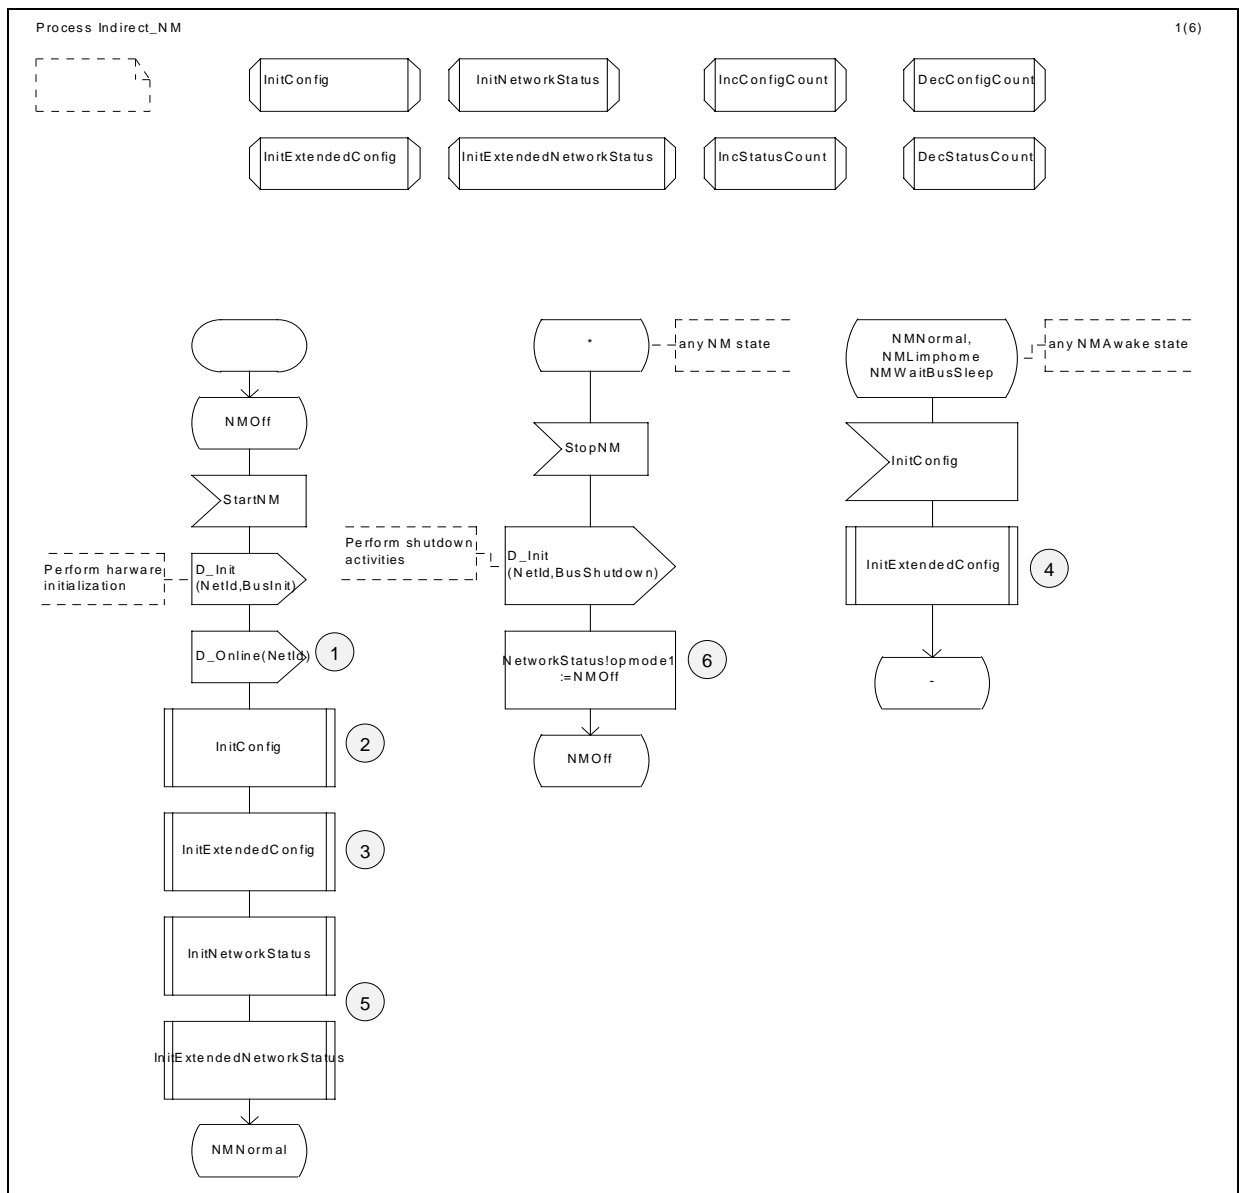 Process Indirect_NM
1(6)
InitConfig
InitNetworkStatus
IncConfigCount
DecConfigCount
InitExtendedConfig
InitExtendedNetworkStatus
IncStatusCount
DecStatusCount
NMOff
StartNM
Perform harware
initialization
D_Init
(NetId,BusInit)
D_Online(NetId)
1
InitConfig
2
InitExtendedConfig
3
InitNetworkStatus
5
InitExtendedNetworkStatus
NMNormal
*
any NM state
StopNM
Perform shutdown
activities
D_Init
(NetId,BusShutdown)
NetworkStatus!opmode1
:=NMOff
6
NMOff
NMNormal,
NMLimphome
NMWaitBusSleep
any NMAwake state
InitConfig
InitExtendedConfig
4
-